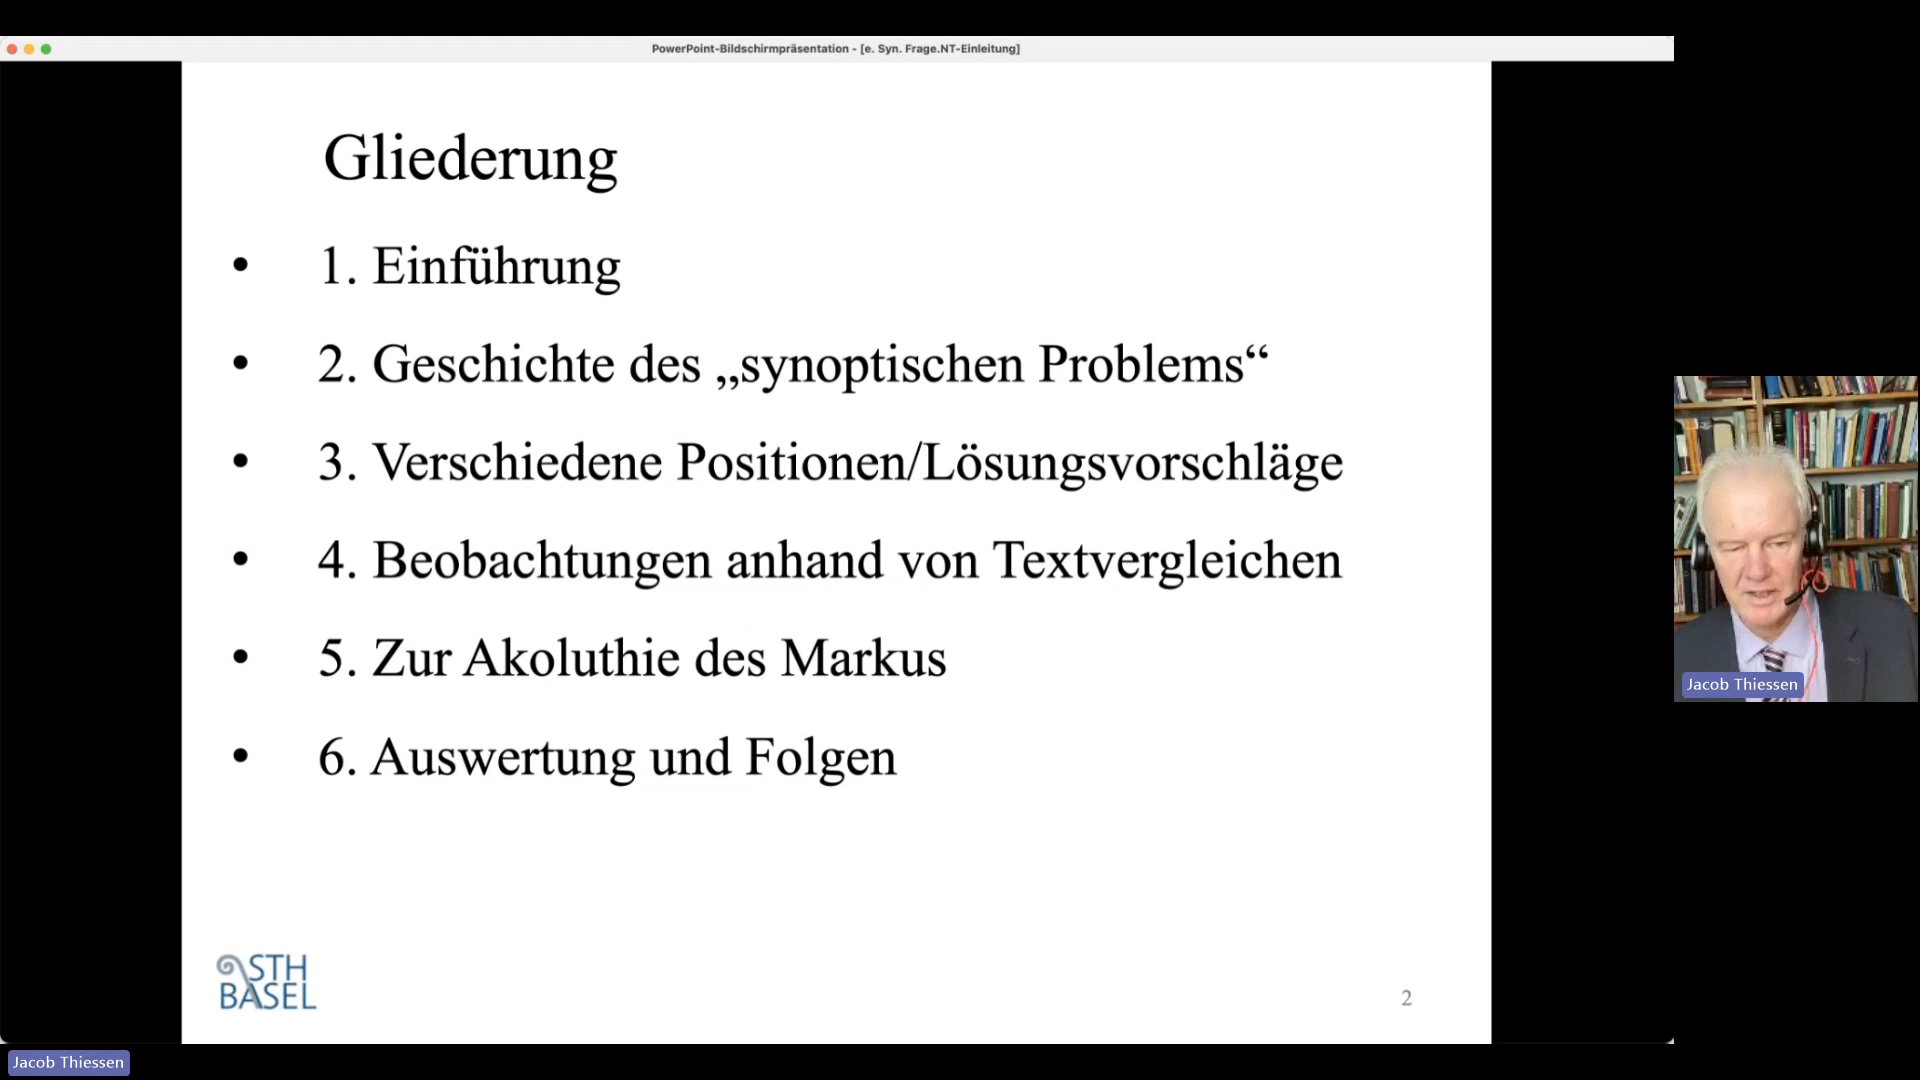 PowerPoint-Bildschirmpräsentation - [e. Syn. Frage.NT-Einleitung]
Gliederung
• 1. Einführung
• 2. Geschichte des „synoptischen Problems“
• 3. Verschiedene Positionen/Lösungsvorschläge
• 4. Beobachtungen anhand von Textvergleichen
• 5. Zur Akoluthie des Markus
• 6. Auswertung und Folgen
STH
BASEL
2
Jacob Thiessen
Jacob Thiessen